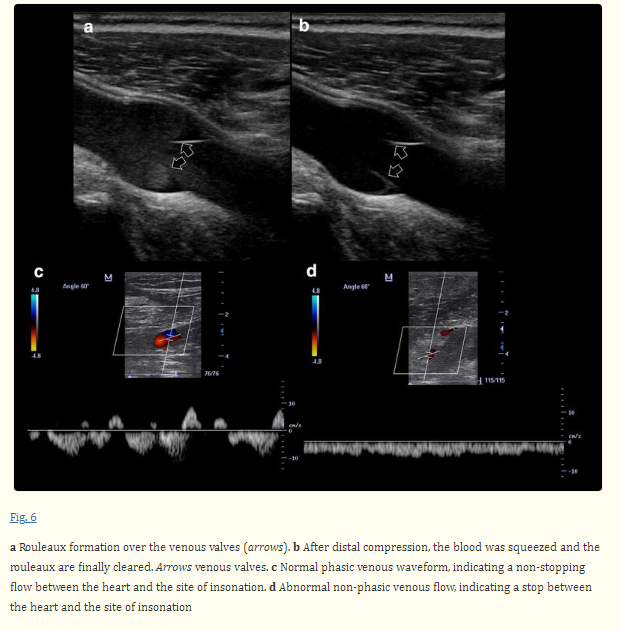 a
b
c
M
Angle 60°
4.8
4.8
2
4
76/76
10
cm/s
-10
d
M
Angle 60°
4.8
4.8
2
4
115/115
10
cm/s
-10
Fig. 6
a Rouleaux formation over the venous valves (arrows). b After distal compression, the blood was squeezed and the
rouleaux are finally cleared. Arrows venous valves. c Normal phasic venous waveform, indicating a non-stopping
flow between the heart and the site of insonation. d Abnormal non-phasic venous flow, indicating a stop between
the heart and the site of insonation